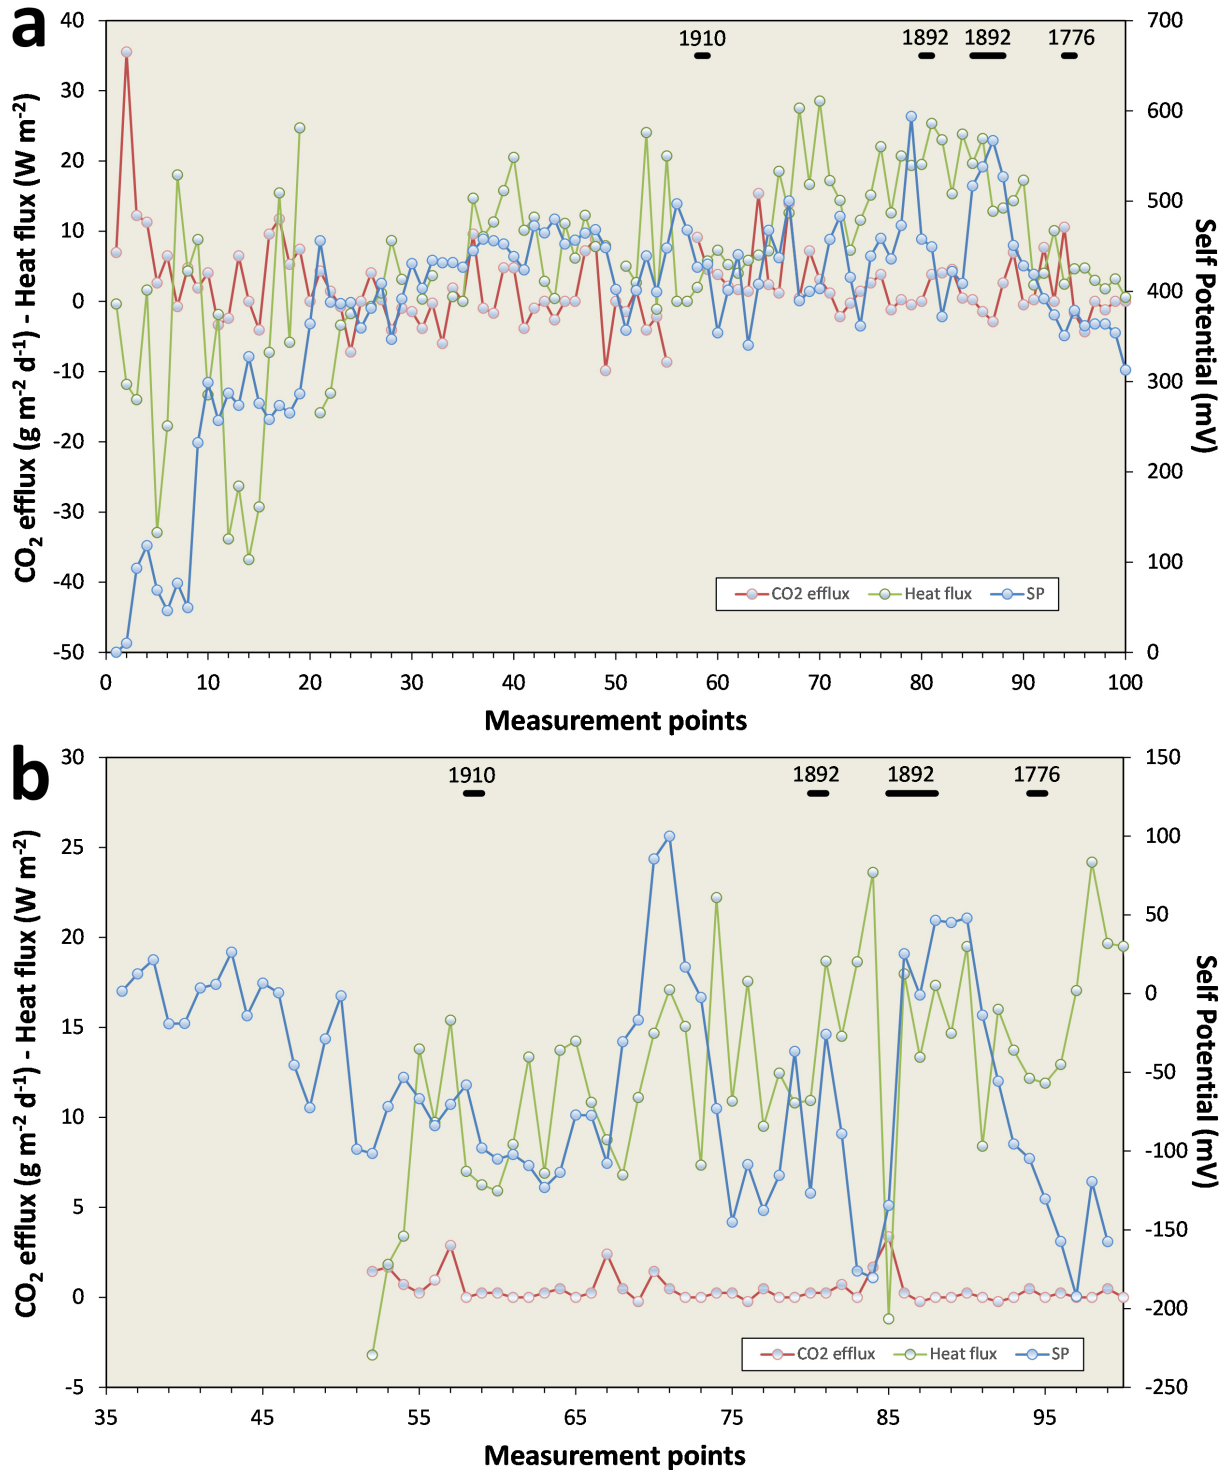 a
1910 1892 1892 1776
40
30
20
10
0
-10
-20
-30
-40
-50
CO2 efflux (g m-2 d-1) - Heat flux (W m-2)
700
600
500
400
300
200
100
0
Self Potential (mV)
CO2 efflux Heat flux SP
0 10 20 30 40 50 60 70 80 90 100
Measurement points
b
1910 1892 1892 1776
30
25
20
15
10
5
0
-5
CO2 efflux (g m-2 d-1) - Heat flux (W m-2)
150
100
50
0
-50
-100
-150
-200
-250
Self Potential (mV)
CO2 efflux Heat flux SP
35 45 55 65 75 85 95
Measurement points